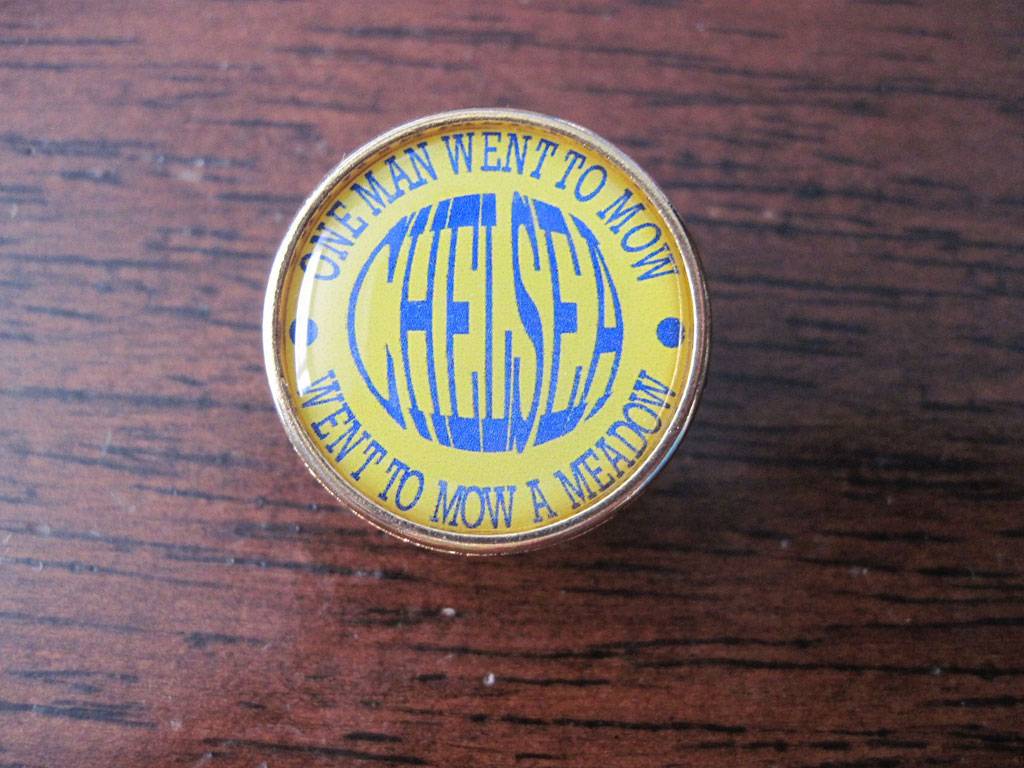 ONE MAN WENT TO MOW
CHELSEA
WENT TO MOW A MEADOW